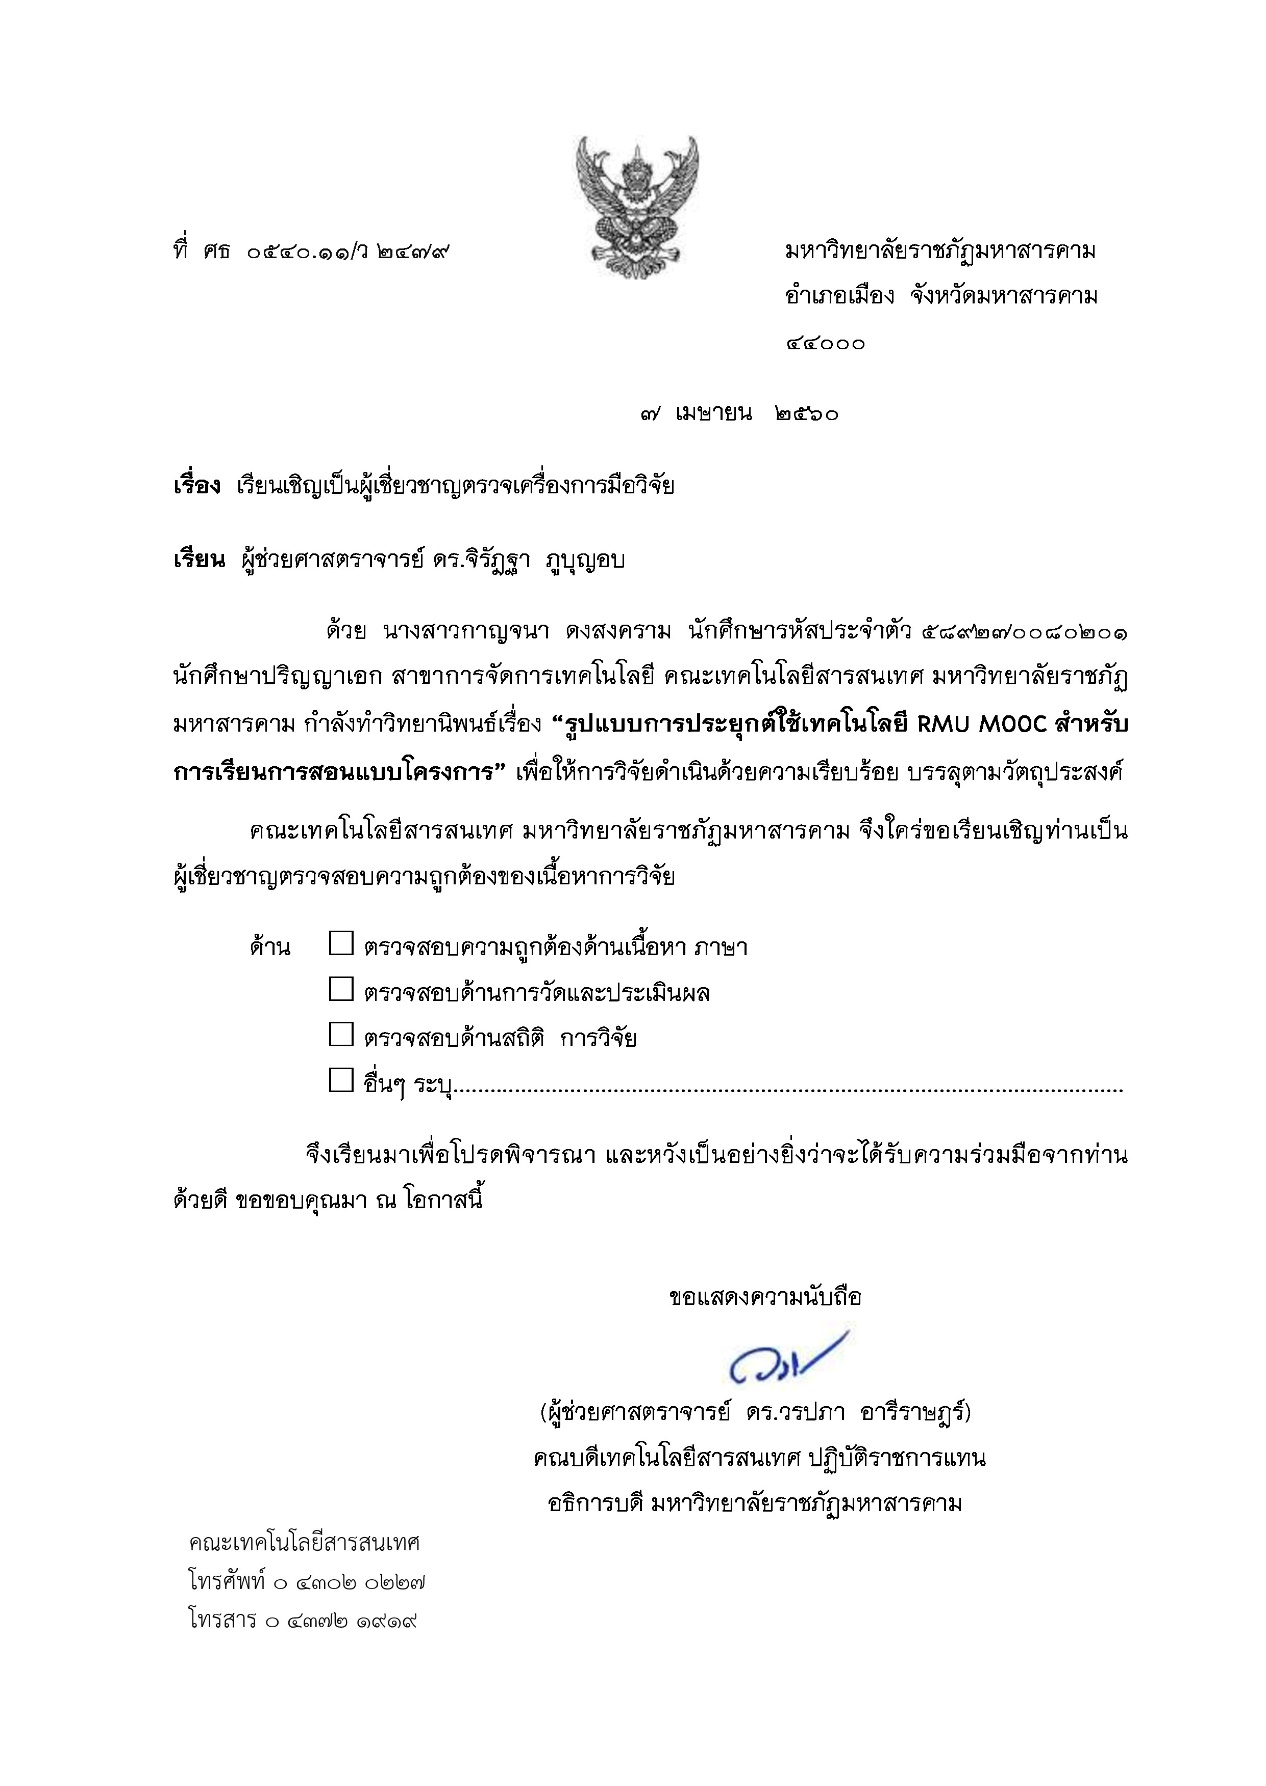 ที่ ศธ ๐๕๔๐.๑๑/ว ๒๔๗๙
มหาวิทยาลัยราชภัฏมหาสารคาม
อำเภอเมือง จังหวัดมหาสารคาม
๔๔๐๐๐
๗ เมษายน ๒๕๖๐
เรื่อง เรียนเชิญเป็นผู้เชี่ยวชาญตรวจเครื่องการมือวิจัย
เรียน ผู้ช่วยศาสตราจารย์ ดร.จิรัฎฐา ภูบุญอบ
ด้วย นางสาวกาญจนา ดงสงคราม นักศึกษารหัสประจำตัว ๕๘๙๒๗๐๐๘๐๒๐๑
นักศึกษาปริญญาเอก สาขาการจัดการเทคโนโลยี คณะเทคโนโลยีสารสนเทศ มหาวิทยาลัยราชภัฏ
มหาสารคาม กำลังทำวิทยานิพนธ์เรื่อง “รูปแบบการประยุกต์ใช้เทคโนโลยี RMU MOOC สำหรับ
การเรียนการสอนแบบโครงการ” เพื่อให้การวิจัยดำเนินด้วยความเรียบร้อย บรรลุตามวัตถุประสงค์
คณะเทคโนโลยีสารสนเทศ มหาวิทยาลัยราชภัฏมหาสารคาม จึงใคร่ขอเรียนเชิญท่านเป็น
ผู้เชี่ยวชาญตรวจสอบความถูกต้องของเนื้อหาการวิจัย
ด้าน ☐ ตรวจสอบความถูกต้องด้านเนื้อหา ภาษา
☐ ตรวจสอบด้านการวัดและประเมินผล
☐ ตรวจสอบด้านสถิติ การวิจัย
☐ อื่นๆ ระบุ..............................................................................................................
จึงเรียนมาเพื่อโปรดพิจารณา และหวังเป็นอย่างยิ่งว่าจะได้รับความร่วมมือจากท่าน
ด้วยดี ขอขอบคุณมา ณ โอกาสนี้
ขอแสดงความนับถือ
(ผู้ช่วยศาสตราจารย์ ดร.วรปภา อารีราษฎร์)
คณบดีเทคโนโลยีสารสนเทศ ปฏิบัติราชการแทน
อธิการบดี มหาวิทยาลัยราชภัฏมหาสารคาม
คณะเทคโนโลยีสารสนเทศ
โทรศัพท์ ๐ ๔๓๐๒ ๐๒๒๗
โทรสาร ๐ ๔๓๗๒ ๑๙๑๙